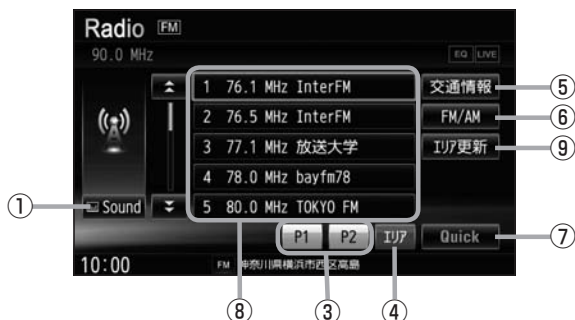 Radio FM
90.0 MHz EQ LIVE
1 76.1 MHz InterFM 交通情報 ⑤
2 76.5 MHz InterFM FM/AM ⑥
3 77.1 MHz 放送大学 エリア更新 ⑨
4 78.0 MHz bayfm78
① Sound 5 80.0 MHz TOKYO FM
P1 P2 エリア Quick ⑦
10:00 FM 神奈川県横浜市西区高島
⑧ ③ ④